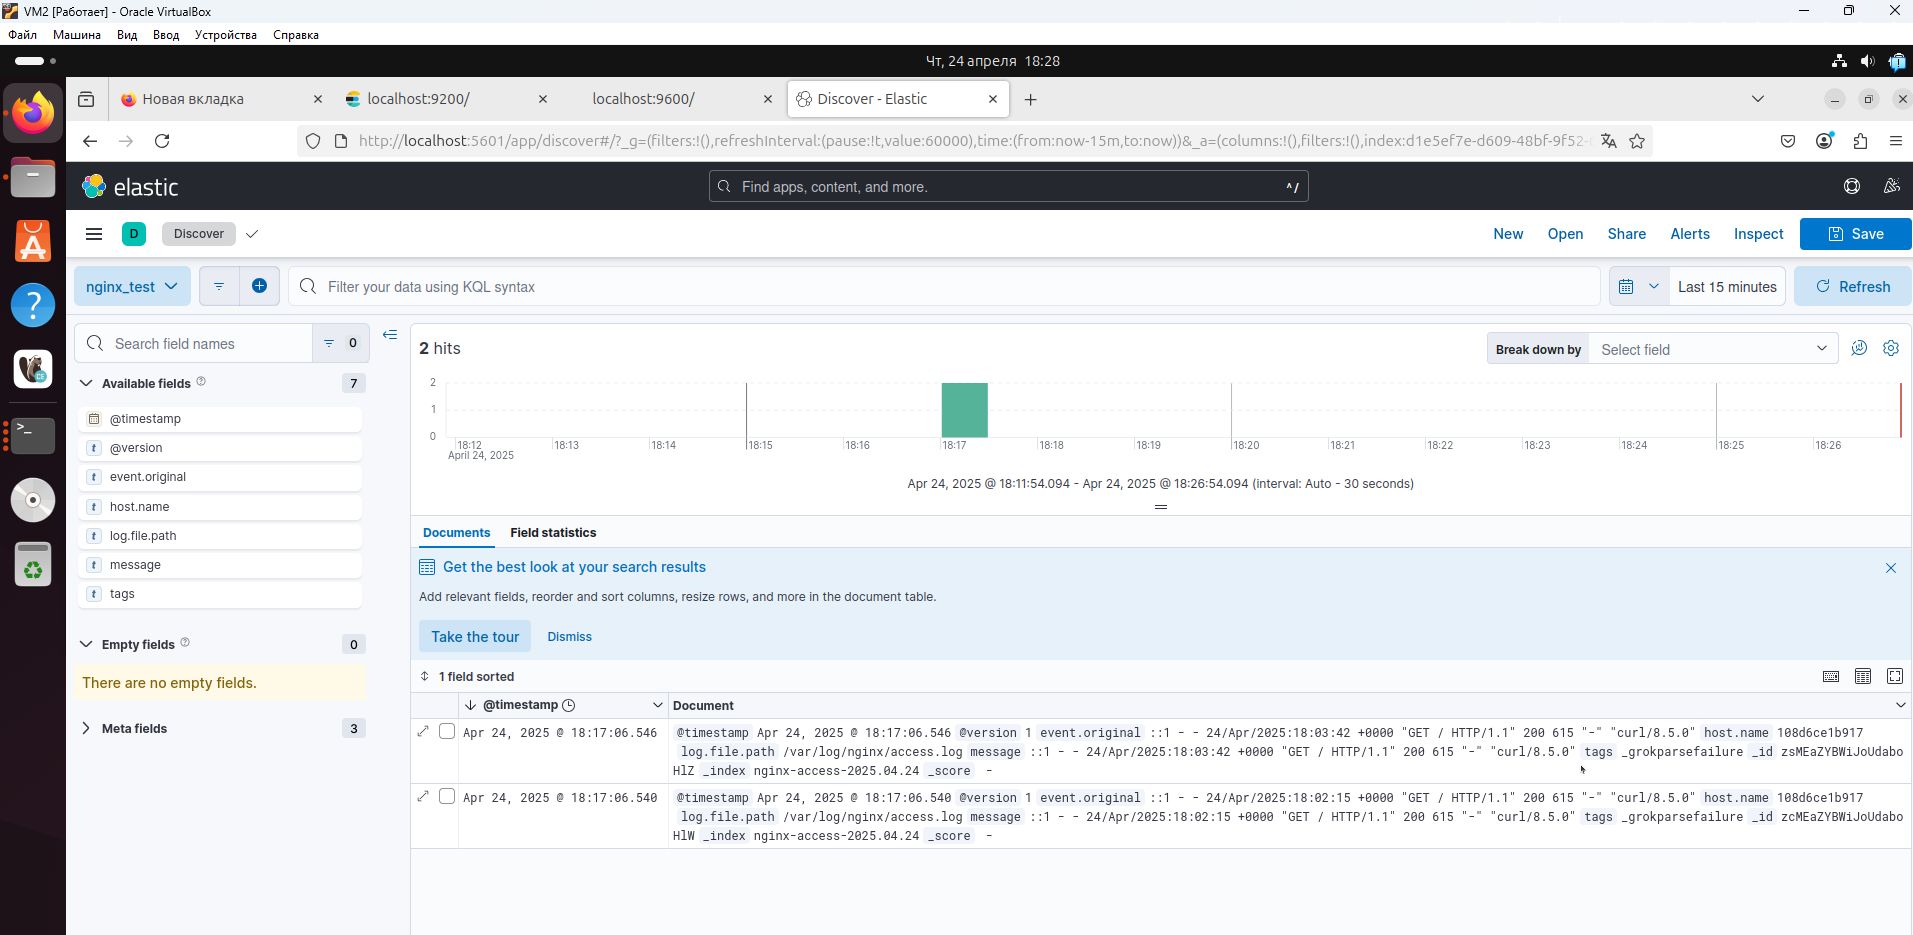 VM2 [Работает] - Oracle VirtualBox
Файл Машина Вид Ввод Устройства Справка
Чт, 24 апреля 18:28
Новая вкладка
localhost:9200/
localhost:9600/
Discover - Elastic
http://localhost:5601/app/discover#/?_g=(filters:!(),refreshInterval:(pause:!t,value:60000),time:(from:now-15m,to:now))&_a=(columns:!(),filters:!(),index:d1e5ef7e-d609-48bf-9f52-
elastic
Find apps, content, and more.
^/
D
Discover
New Open Share Alerts Inspect Save
nginx_test
Filter your data using KQL syntax
Last 15 minutes
Refresh
Search field names
0
Available fields 7
@timestamp
t @version
t event.original
t host.name
t log.file.path
t message
t tags
Empty fields 0
There are no empty fields.
Meta fields 3
2 hits
Break down by Select field
2
1
0
18:12 18:13 18:14 18:15 18:16 18:17 18:18 18:19 18:20 18:21 18:22 18:23 18:24 18:25 18:26
April 24, 2025
Apr 24, 2025 @ 18:11:54.094 - Apr 24, 2025 @ 18:26:54.094 (interval: Auto - 30 seconds)
Documents Field statistics
Get the best look at your search results
Add relevant fields, reorder and sort columns, resize rows, and more in the document table.
Take the tour Dismiss
1 field sorted
@timestamp Document
Apr 24, 2025 @ 18:17:06.546 @timestamp Apr 24, 2025 @ 18:17:06.546 @version 1 event.original ::1 - - 24/Apr/2025:18:03:42 +0000 "GET / HTTP/1.1" 200 615 "-" "curl/8.5.0" host.name 108d6ce1b917
log.file.path /var/log/nginx/access.log message ::1 - - 24/Apr/2025:18:03:42 +0000 "GET / HTTP/1.1" 200 615 "-" "curl/8.5.0" tags _grokparsefailure _id zsMEaZYBWiJoUdabo
HlZ _index nginx-access-2025.04.24 _score -
Apr 24, 2025 @ 18:17:06.540 @timestamp Apr 24, 2025 @ 18:17:06.540 @version 1 event.original ::1 - - 24/Apr/2025:18:02:15 +0000 "GET / HTTP/1.1" 200 615 "-" "curl/8.5.0" host.name 108d6ce1b917
log.file.path /var/log/nginx/access.log message ::1 - - 24/Apr/2025:18:02:15 +0000 "GET / HTTP/1.1" 200 615 "-" "curl/8.5.0" tags _grokparsefailure _id zcMEaZYBWiJoUdabo
HlW _index nginx-access-2025.04.24 _score -